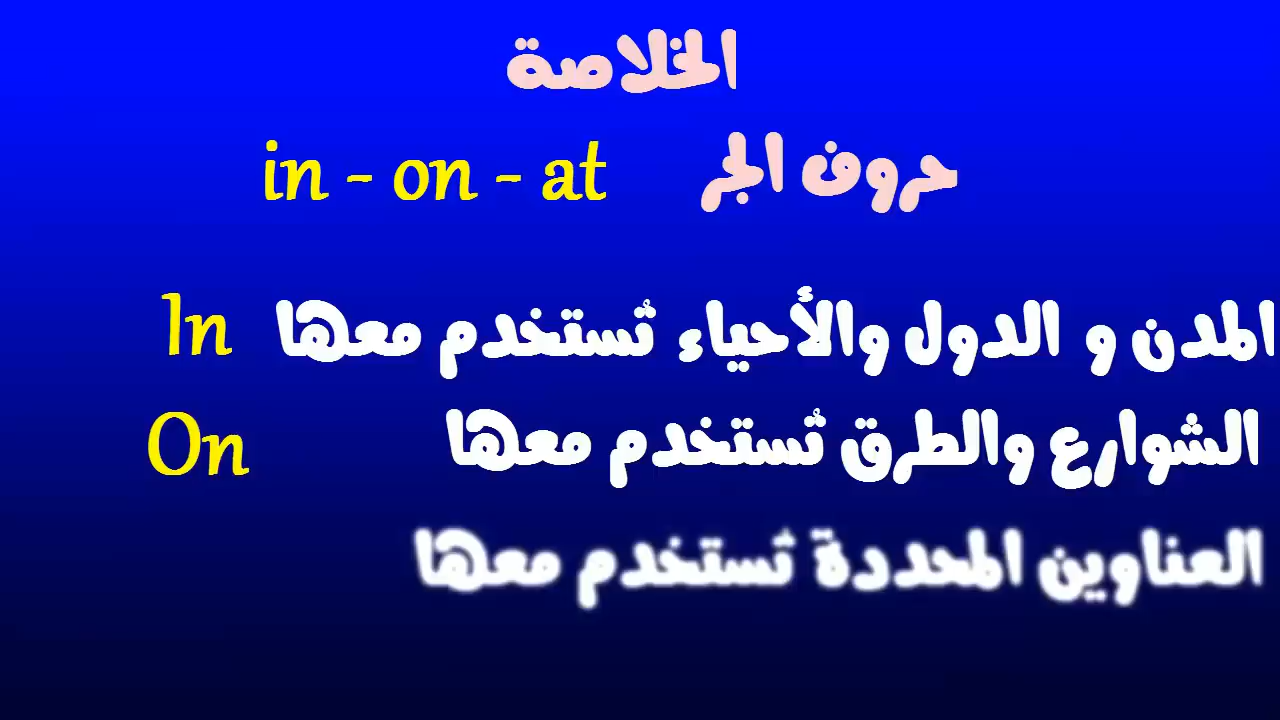 الخلاصة
حروف الجر in - on - at
المدن و الدول والأحياء تُستخدم معها In
الشوارع والطرق تُستخدم معها On
العناوين المحددة تستخدم معها